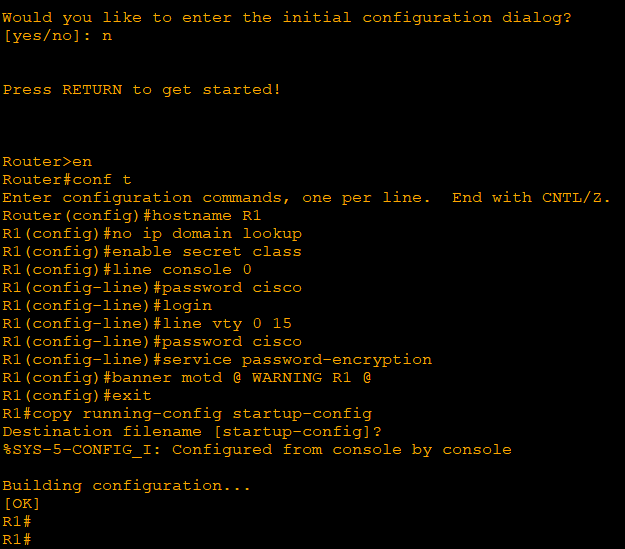 Would you like to enter the initial configuration dialog?
[yes/no]: n
Press RETURN to get started!
Router>en
Router#conf t
Enter configuration commands, one per line.  End with CNTL/Z.
Router(config)#hostname R1
R1(config)#no ip domain lookup
R1(config)#enable secret class
R1(config)#line console 0
R1(config-line)#password cisco
R1(config-line)#login
R1(config-line)#line vty 0 15
R1(config-line)#password cisco
R1(config-line)#service password-encryption
R1(config)#banner motd @ WARNING R1 @
R1(config)#exit
R1#copy running-config startup-config
Destination filename [startup-config]?
%SYS-5-CONFIG_I: Configured from console by console
Building configuration...
[OK]
R1#
R1#